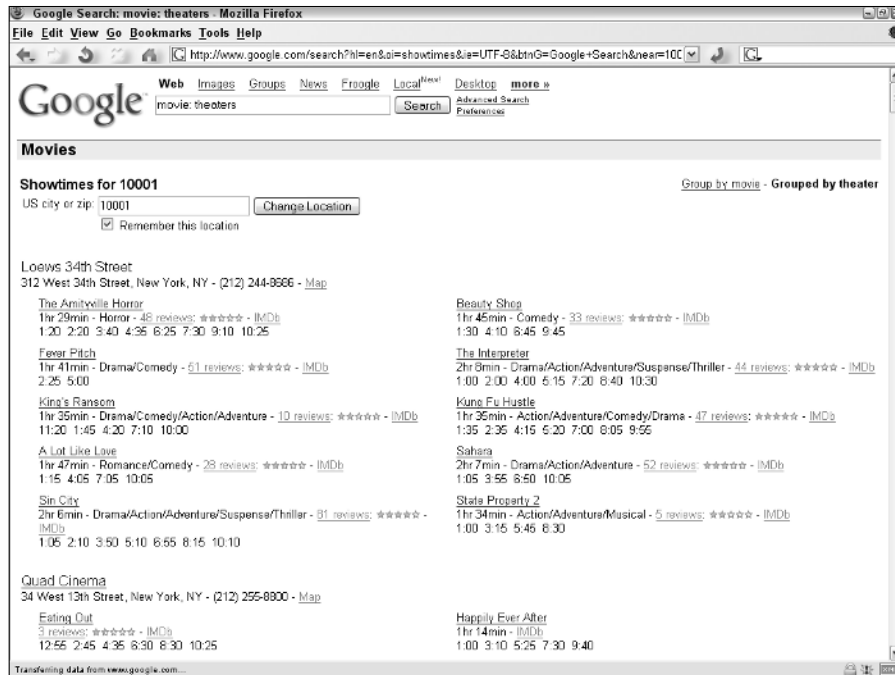 Google Search: movie: theaters - Mozilla Firefox
File Edit View Go Bookmarks Tools Help
http://www.google.com/search?hl=en&oi=showtimes&ie=UTF-8&btnG=Google+Search&near=100
G
Google
Web Images Groups News Froogle Local New! Desktop more »
movie: theaters
Search
Advanced Search
Preferences
Movies
Showtimes for 10001
Group by movie - Grouped by theater
US city or zip: 10001 Change Location
Remember this location
Loews 34th Street
312 West 34th Street, New York, NY - (212) 244-8686 - Map
The Amityville Horror
1hr 29min - Horror - 48 reviews: ☆☆☆☆☆ - IMDb
1:20 2:20 3:40 4:35 6:25 7:30 9:10 10:25
Beauty Shop
1hr 45min - Comedy - 33 reviews: ☆☆☆☆☆ - IMDb
1:30 4:10 6:45 9:45
Fever Pitch
1hr 41min - Drama/Comedy - 51 reviews: ☆☆☆☆☆ - IMDb
2:25 5:00
The Interpreter
2hr 8min - Drama/Action/Adventure/Suspense/Thriller - 44 reviews: ☆☆☆☆☆ - IMDb
1:00 2:00 4:00 5:15 7:20 8:40 10:30
King's Ransom
1hr 35min - Drama/Comedy/Action/Adventure - 10 reviews: ☆☆☆☆☆ - IMDb
11:20 1:45 4:20 7:10 10:00
Kung Fu Hustle
1hr 35min - Action/Adventure/Comedy/Drama - 47 reviews: ☆☆☆☆☆ - IMDb
1:35 2:35 4:15 5:20 7:00 8:05 9:55
A Lot Like Love
1hr 47min - Romance/Comedy - 28 reviews: ☆☆☆☆☆ - IMDb
1:15 4:05 7:05 10:05
Sahara
2hr 7min - Drama/Action/Adventure - 52 reviews: ☆☆☆☆☆ - IMDb
1:05 3:55 6:50 10:05
Sin City
2hr 6min - Drama/Action/Adventure/Suspense/Thriller - 81 reviews: ☆☆☆☆☆ -
IMDb
1:05 2:10 3:50 5:10 6:55 8:15 10:10
State Property 2
1hr 34min - Action/Adventure/Musical - 5 reviews: ☆☆☆☆☆ - IMDb
1:00 3:15 5:45 8:30
Quad Cinema
34 West 13th Street, New York, NY - (212) 255-8800 - Map
Eating Out
3 reviews: ☆☆☆☆☆ - IMDb
12:55 2:45 4:35 6:30 8:30 10:25
Happily Ever After
1hr 14min - IMDb
1:00 3:10 5:25 7:30 9:40
Transferring data from www.google.com...